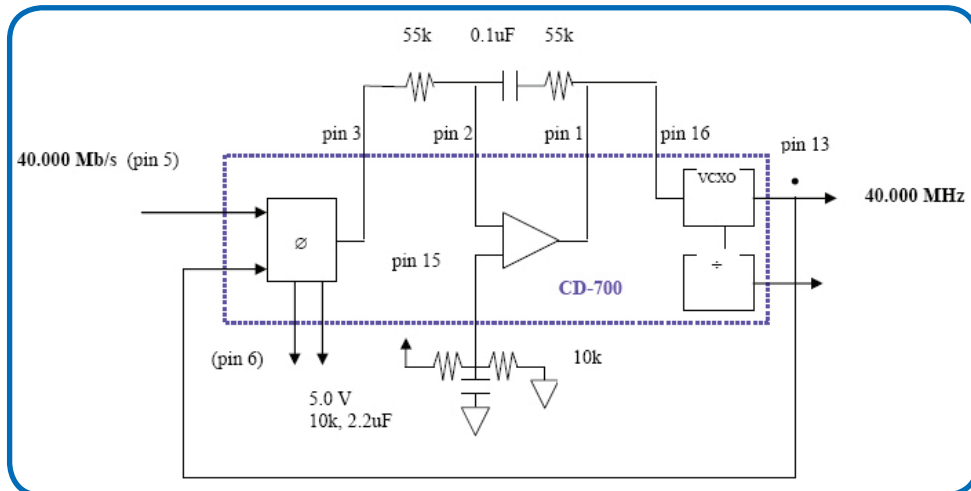 55k 0.1uF 55k
pin 3 pin 2 pin 1 pin 16
40.000 Mb/s (pin 5)
pin 13
VCXO
40.000 MHz
Ø
÷
pin 15
CD-700
(pin 6)
10k
5.0 V
10k, 2.2uF